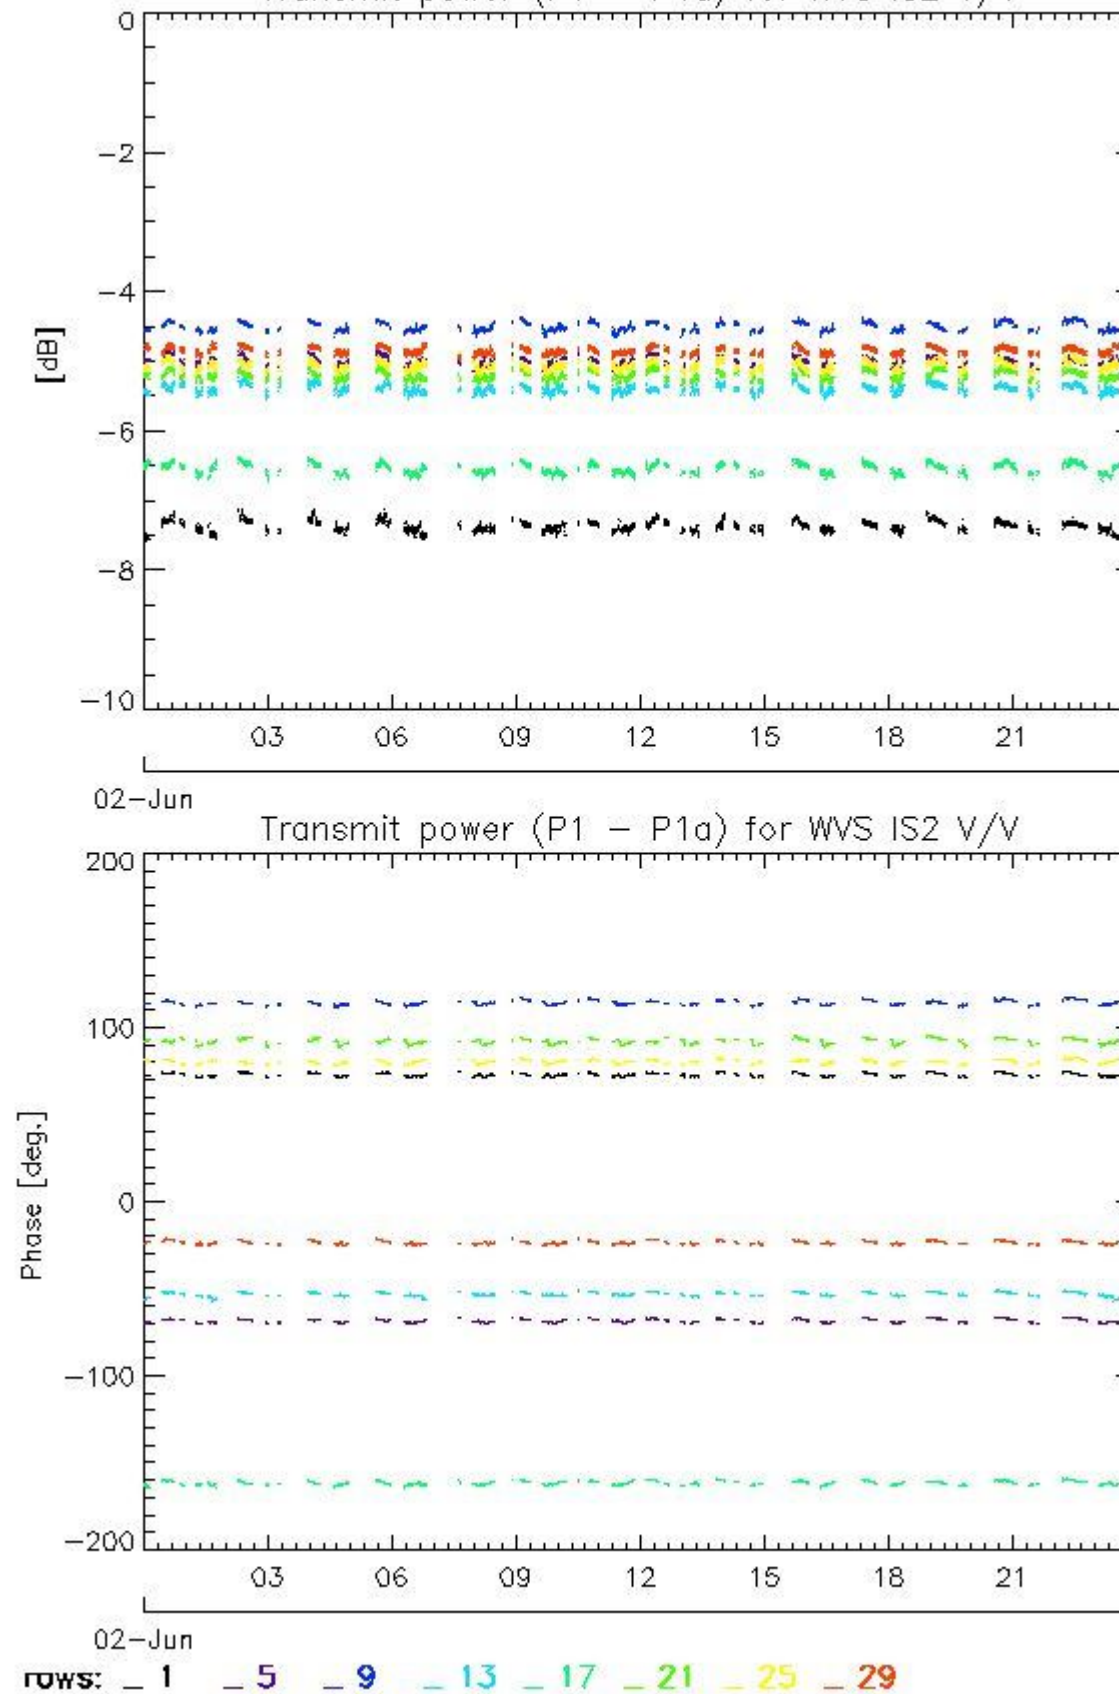 0
-2
-4
[dB]
-6
-8
-10
03 06 09 12 15 18 21
02-Jun
Transmit power (P1 - P1a) for WVS IS2 V/V
200
100
0
Phase [deg.]
-100
-200
03 06 09 12 15 18 21
02-Jun
rows: _ 1 _ 5 _ 9 _ 13 _ 17 _ 21 _ 25 _ 29